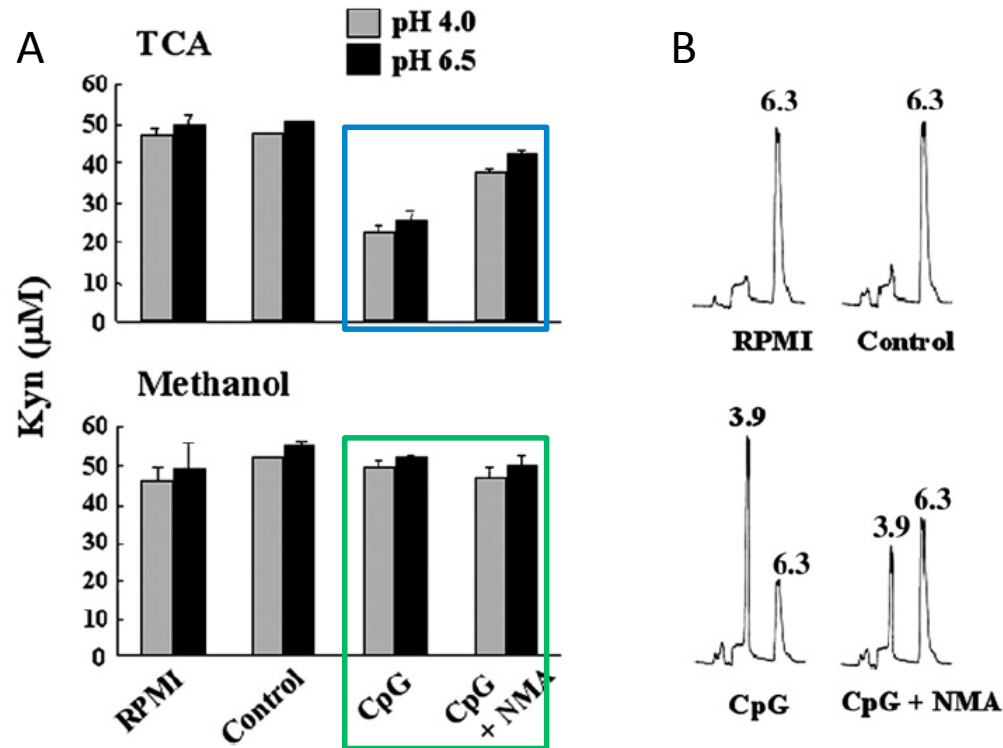 A
TCA
pH 4.0
pH 6.5
B
60
50
40
30
20
10
0
Kyn (µM)
Methanol
60
50
40
30
20
10
0
RPMI
Control
CpG
CpG
+ NMA
6.3
6.3
RPMI
Control
3.9
6.3
3.9
6.3
CpG
CpG + NMA